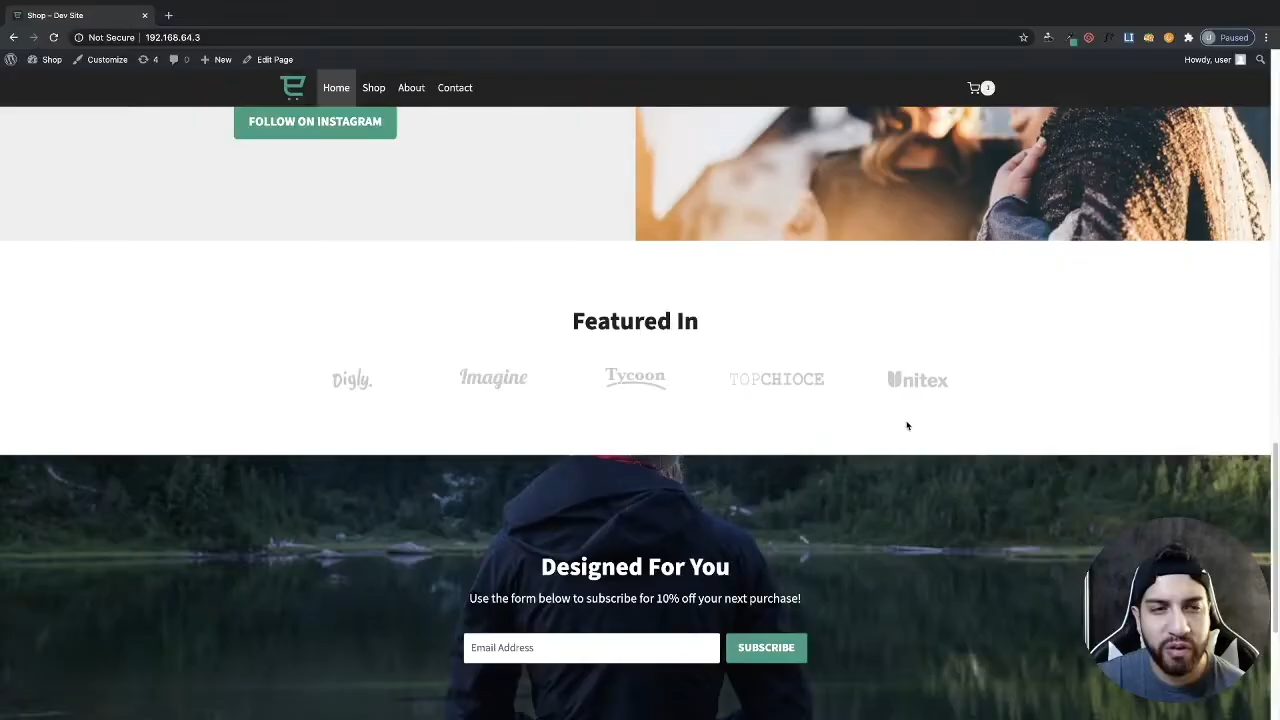 Shop – Dev Site
Not Secure 192.168.64.3
Paused
Shop Customize 4 0 New Edit Page
Howdy, user
Home Shop About Contact
FOLLOW ON INSTAGRAM
Featured In
Digly. Imagine Tycoon TOPCHIOCE Unitex
Designed For You
Use the form below to subscribe for 10% off your next purchase!
Email Address
SUBSCRIBE